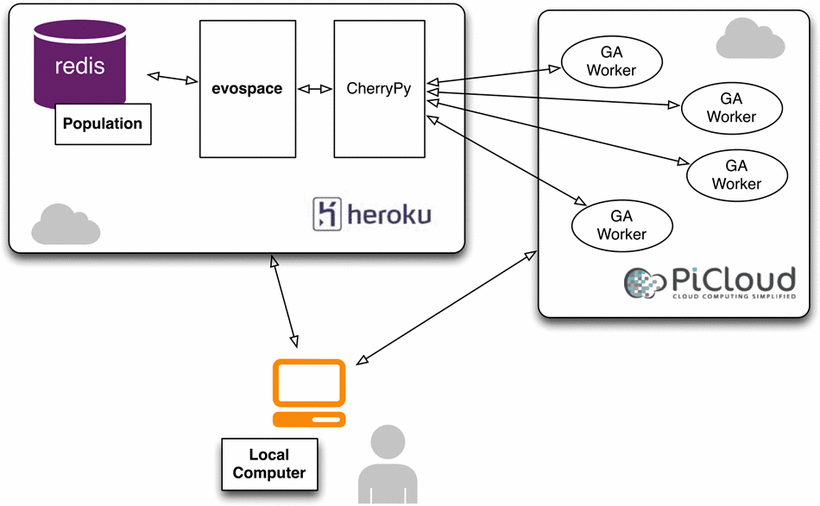 redis
Population
evospace
CherryPy
heroku
GA
Worker
GA
Worker
GA
Worker
GA
Worker
PiCloud
CLOUD COMPUTING SIMPLIFIED
Local
Computer